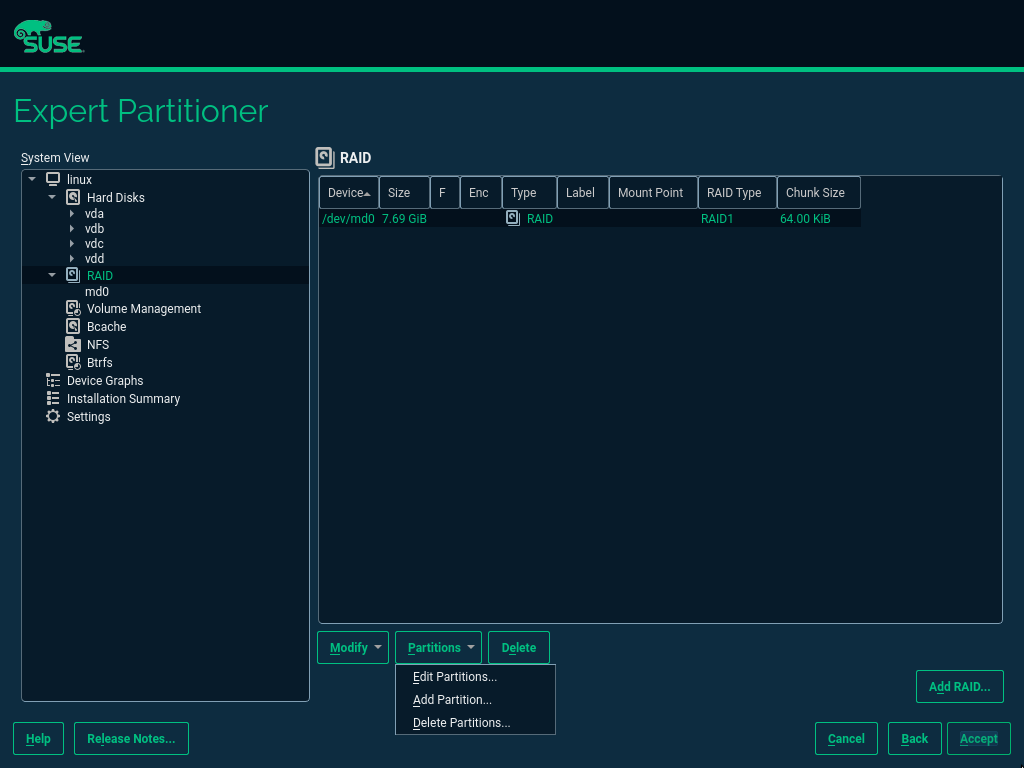 SUSE
Expert Partitioner
System View
linux
Hard Disks
vda
vdb
vdc
vdd
RAID
md0
Volume Management
Bcache
NFS
Btrfs
Device Graphs
Installation Summary
Settings
RAID
Device Size F Enc Type Label Mount Point RAID Type Chunk Size
/dev/md0 7.69 GiB RAID RAID1 64.00 KiB
Modify Partitions Delete
Edit Partitions...
Add Partition...
Delete Partitions...
Add RAID...
Help Release Notes... Cancel Back Accept